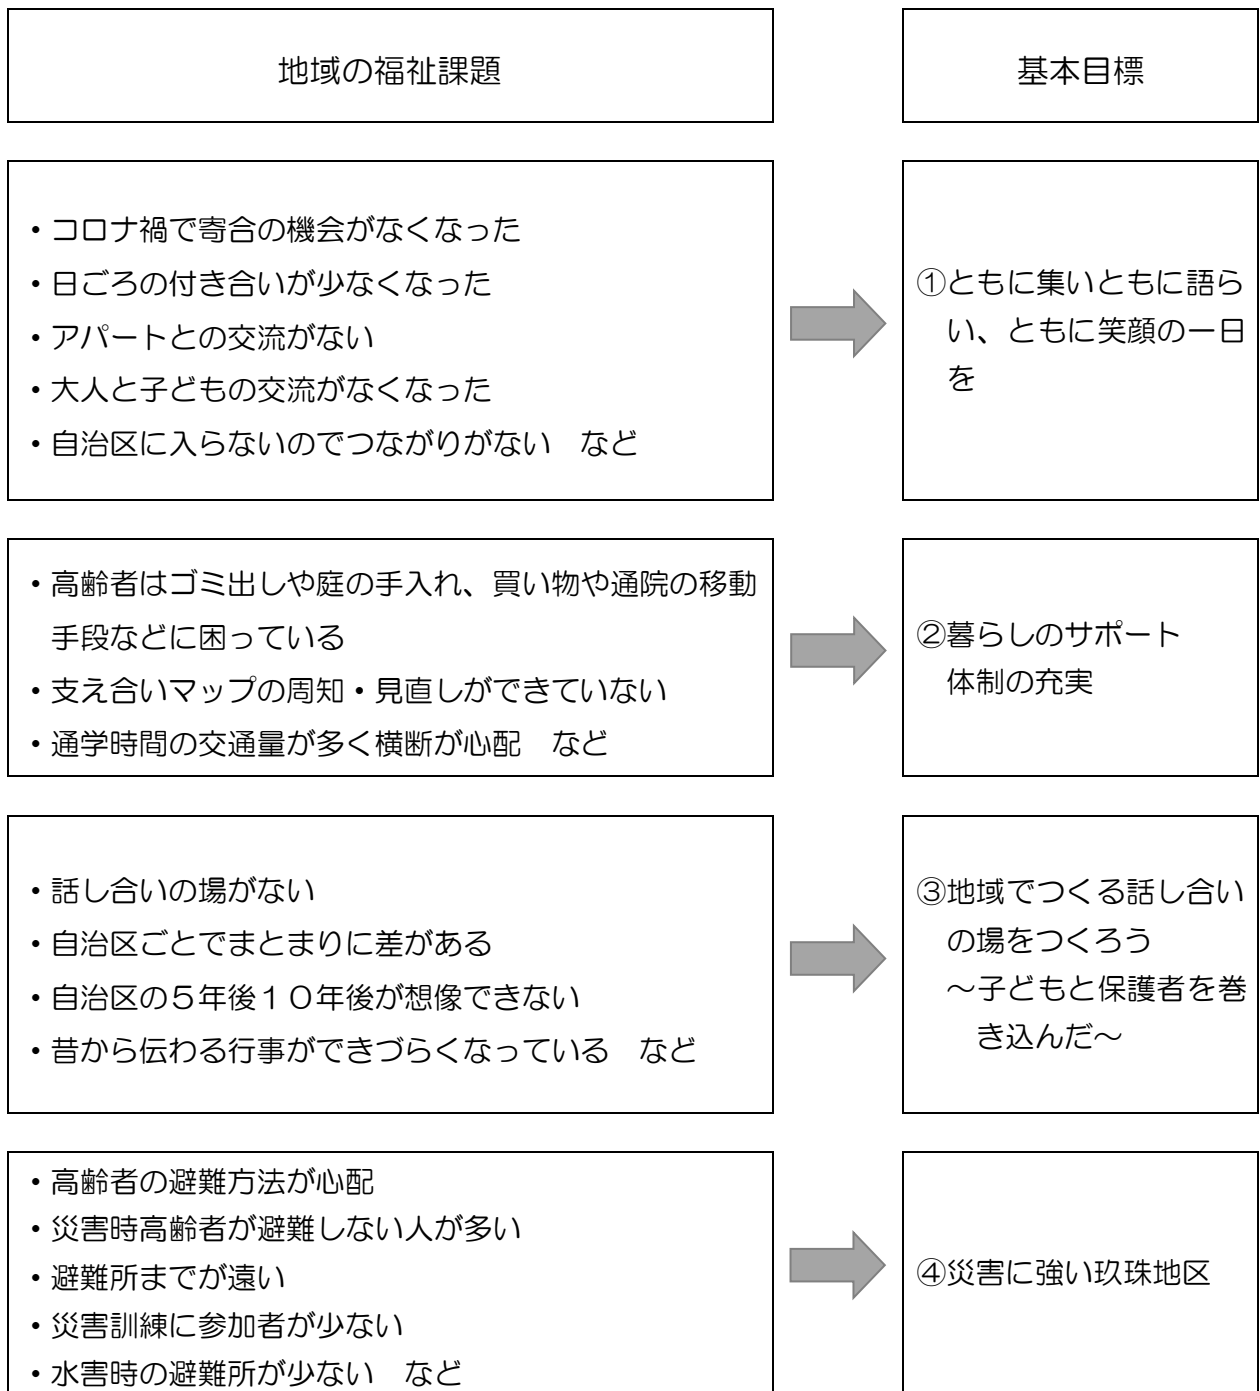 地域の福祉課題
基本目標
・コロナ禍で寄合の機会がなくなった
・日ごろの付き合いが少なくなった
・アパートとの交流がない
・大人と子どもの交流がなくなった
・自治区に入らないのでつながりがない　など
①ともに集いともに語ら
い、ともに笑顔の一日
を
・高齢者はゴミ出しや庭の手入れ、買い物や通院の移動
手段などに困っている
・支え合いマップの周知・見直しができていない
・通学時間の交通量が多く横断が心配　など
②暮らしのサポート
体制の充実
・話し合いの場がない
・自治区ごとでまとまりに差がある
・自治区の５年後１０年後が想像できない
・昔から伝わる行事ができづらくなっている　など
③地域でつくる話し合い
の場をつくろう
～子どもと保護者を巻
き込んだ～
・高齢者の避難方法が心配
・災害時高齢者が避難しない人が多い
・避難所までが遠い
・災害訓練に参加者が少ない
・水害時の避難所が少ない　など
④災害に強い玖珠地区